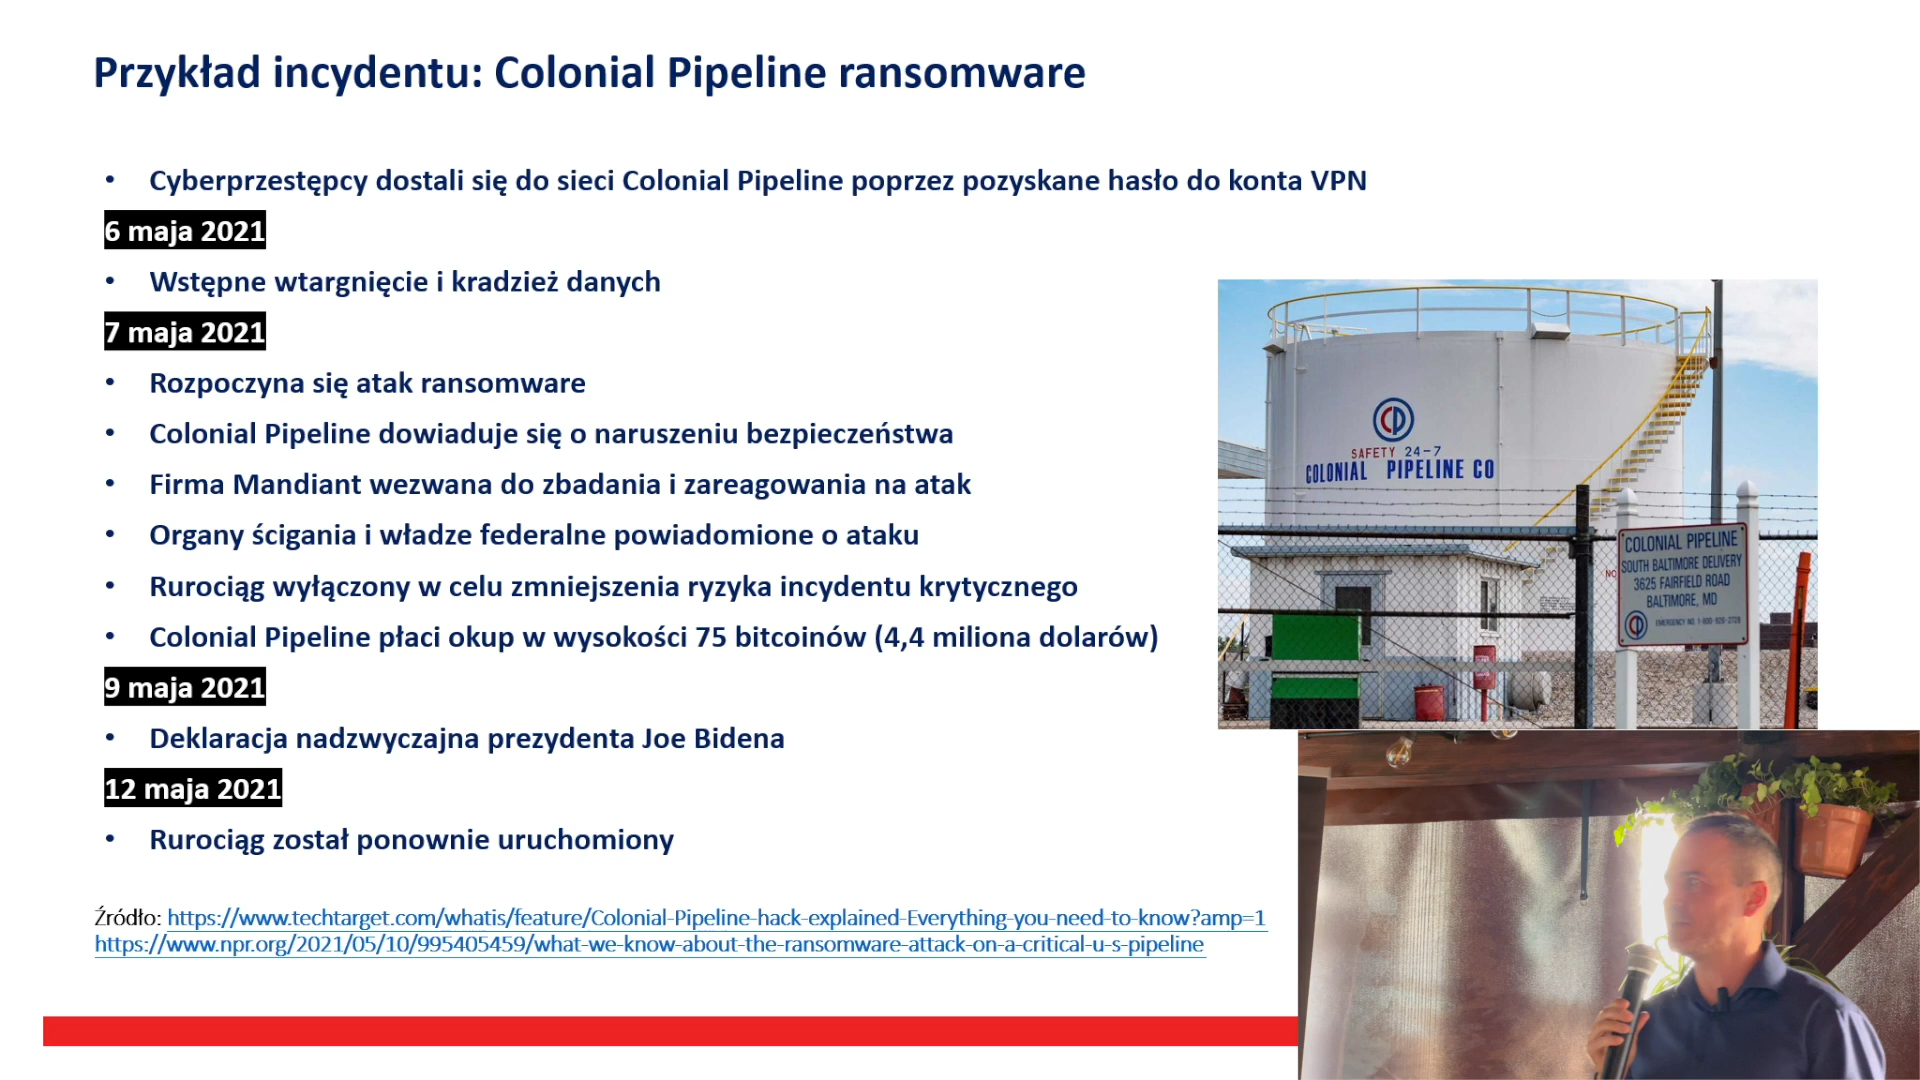 Przykład incydentu: Colonial Pipeline ransomware
• Cyberprzestępcy dostali się do sieci Colonial Pipeline poprzez pozyskane hasło do konta VPN
6 maja 2021
• Wstępne wtargnięcie i kradzież danych
7 maja 2021
• Rozpoczyna się atak ransomware
• Colonial Pipeline dowiaduje się o naruszeniu bezpieczeństwa
• Firma Mandiant wezwana do zbadania i zareagowania na atak
• Organy ścigania i władze federalne powiadomione o ataku
• Rurociąg wyłączony w celu zmniejszenia ryzyka incydentu krytycznego
• Colonial Pipeline płaci okup w wysokości 75 bitcoinów (4,4 miliona dolarów)
9 maja 2021
• Deklaracja nadzwyczajna prezydenta Joe Bidena
12 maja 2021
• Rurociąg został ponownie uruchomiony
Źródło: https://www.techtarget.com/whatis/feature/Colonial-Pipeline-hack-explained-Everything-you-need-to-know?amp=1
https://www.npr.org/2021/05/10/995405459/what-we-know-about-the-ransomware-attack-on-a-critical-u-s-pipeline
CP
SAFETY 24-7
COLONIAL PIPELINE CO
COLONIAL PIPELINE
SOUTH BALTIMORE DELIVERY
3625 FAIRFIELD ROAD
BALTIMORE, MD
CP
EMERGENCY NO.
NO